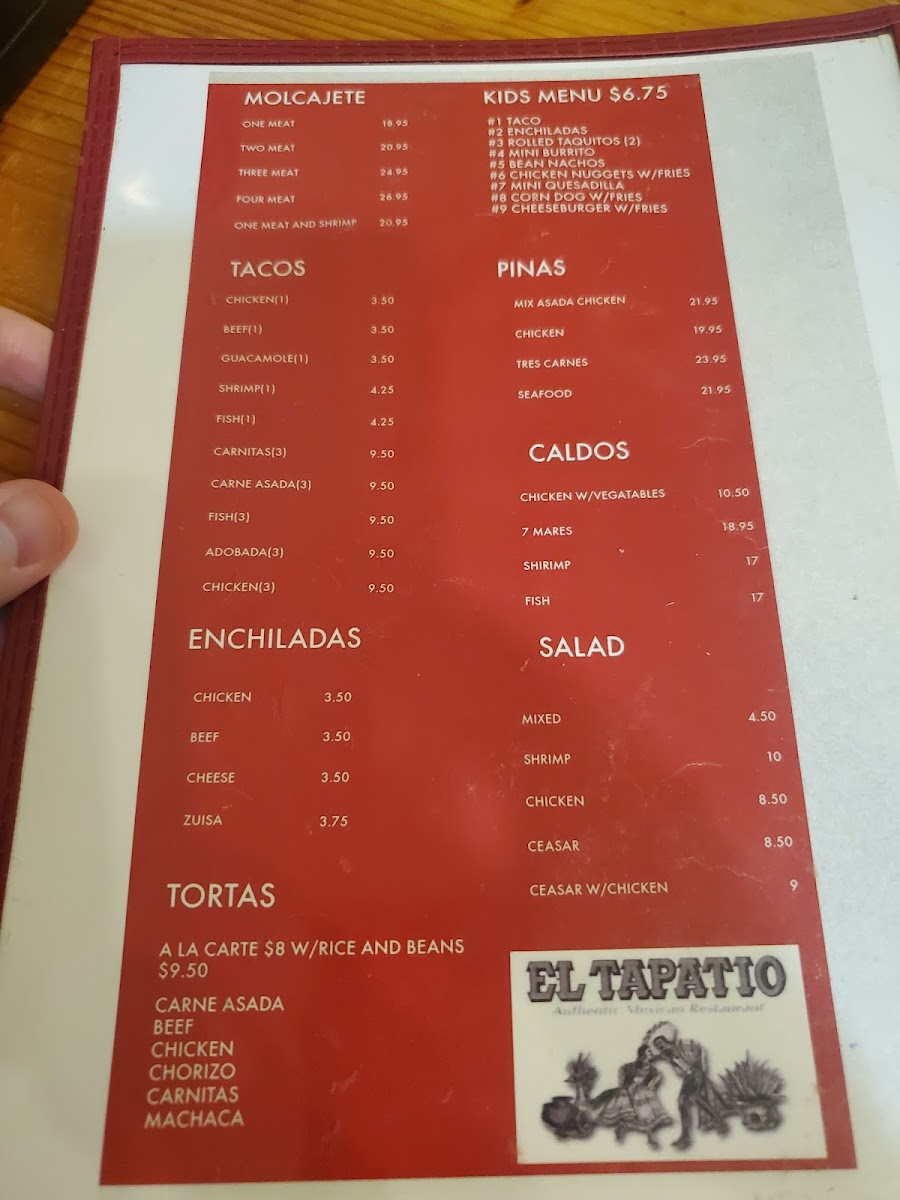 MOLCAJETE
ONE MEAT 18.95
TWO MEAT 20.95
THREE MEAT 24.95
FOUR MEAT 26.95
ONE MEAT AND SHRIMP 20.95
TACOS
CHICKEN(1) 3.50
BEEF(1) 3.50
GUACAMOLE(1) 3.50
SHRIMP(1) 4.25
FISH(1) 4.25
CARNITAS(3) 9.50
CARNE ASADA(3) 9.50
FISH(3) 9.50
ADOBADA(3) 9.50
CHICKEN(3) 9.50
ENCHILADAS
CHICKEN 3.50
BEEF 3.50
CHEESE 3.50
ZUISA 3.75
TORTAS
A LA CARTE $8 W/RICE AND BEANS
$9.50
CARNE ASADA
BEEF
CHICKEN
CHORIZO
CARNITAS
MACHACA
KIDS MENU $6.75
#1 TACO
#2 ENCHILADAS
#3 ROLLED TAQUITOS (2)
#4 MINI BURRITO
#5 BEAN NACHOS
#6 CHICKEN NUGGETS W/FRIES
#7 MINI QUESADILLA
#8 CORN DOG W/FRIES
#9 CHEESEBURGER W/FRIES
PINAS
MIX ASADA CHICKEN 21.95
CHICKEN 19.95
TRES CARNES 23.95
SEAFOOD 21.95
CALDOS
CHICKEN W/VEGATABLES 10.50
7 MARES 18.95
SHIRIMP 17
FISH 17
SALAD
MIXED 4.50
SHRIMP 10
CHICKEN 8.50
CEASAR 8.50
CEASAR W/CHICKEN 9
EL TAPATIO
Authentic Mexican Restaurant